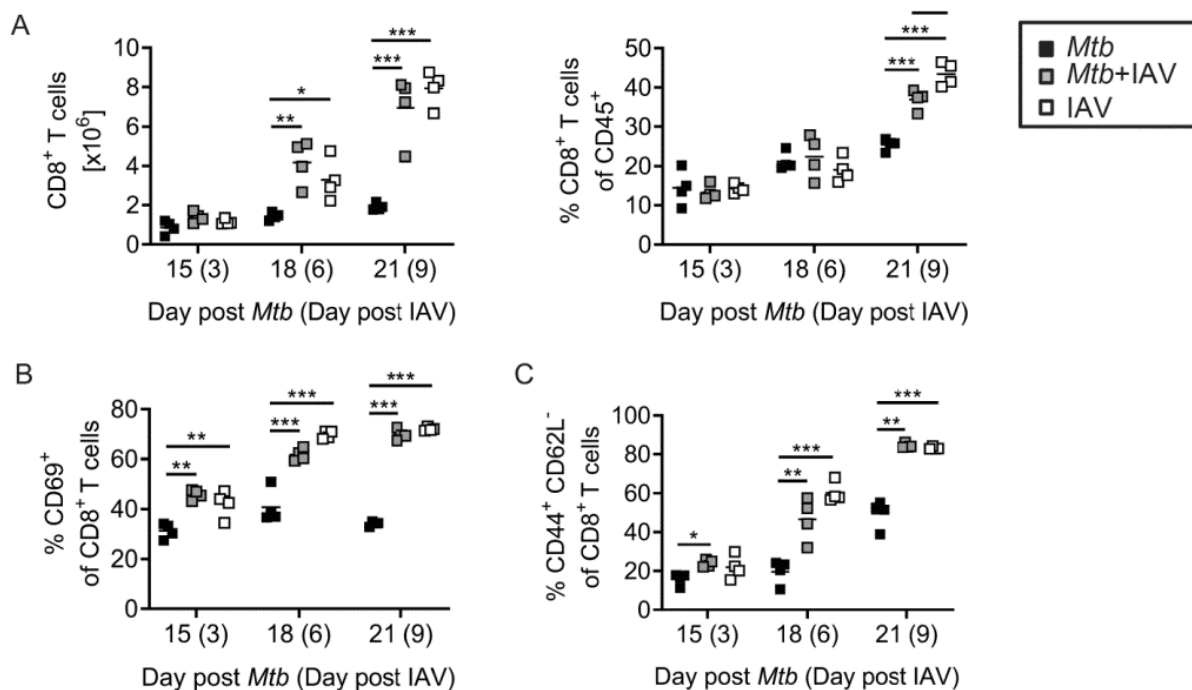 A
CD8+ T cells
[x10^6]
10
8
6
4
2
0
***
***
*
**
15 (3)
18 (6)
21 (9)
Day post Mtb (Day post IAV)
% CD8+ T cells
of CD45+
50
40
30
20
10
0
***
***
15 (3)
18 (6)
21 (9)
Day post Mtb (Day post IAV)
Mtb
Mtb+IAV
IAV
B
% CD69+
of CD8+ T cells
80
60
40
20
0
**
**
***
***
***
***
15 (3)
18 (6)
21 (9)
Day post Mtb (Day post IAV)
C
% CD44+ CD62L-
of CD8+ T cells
100
80
60
40
20
0
*
***
**
***
**
15 (3)
18 (6)
21 (9)
Day post Mtb (Day post IAV)